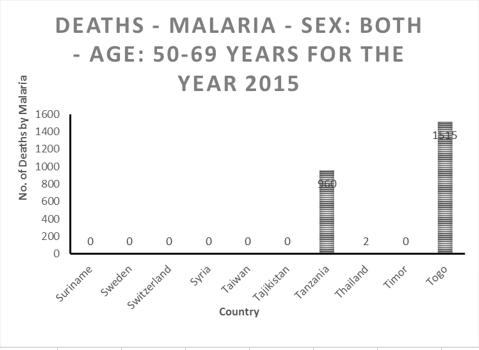 DEATHS - MALARIA - SEX: BOTH
- AGE: 50-69 YEARS FOR THE
YEAR 2015
No. of Deaths by Malaria
1600
1400
1200
1000
800
600
400
200
0
0 0 0 0 0 0 960 2 0 1515
Suriname Sweden Switzerland Syria Taiwan Tajikistan Tanzania Thailand Timor Togo
Country